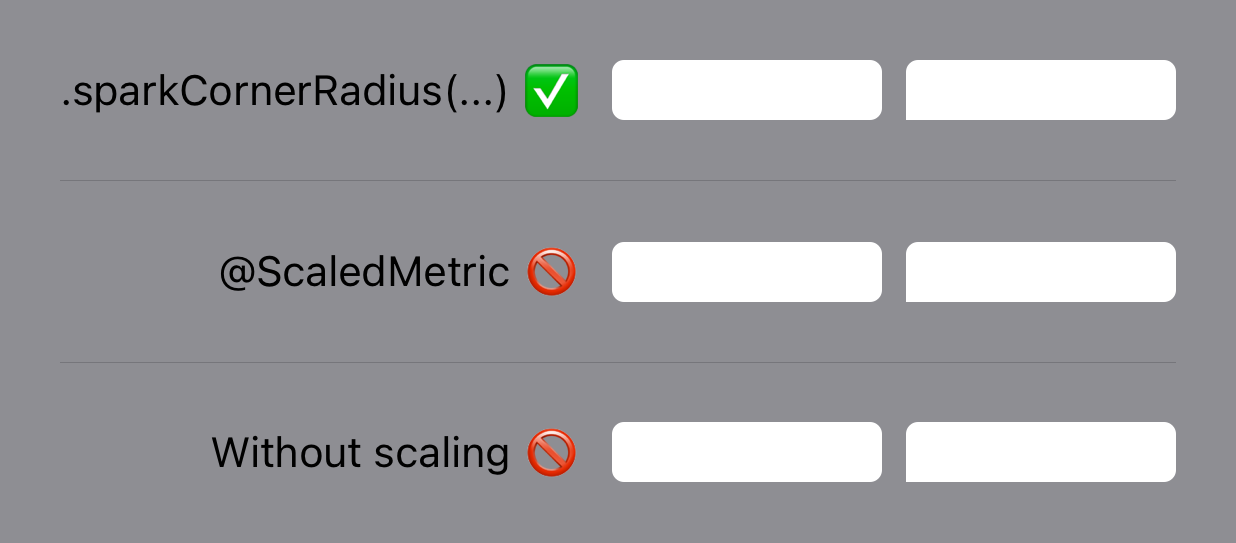 .sparkCornerRadius(...) ✅
@ScaledMetric 🚫
Without scaling 🚫